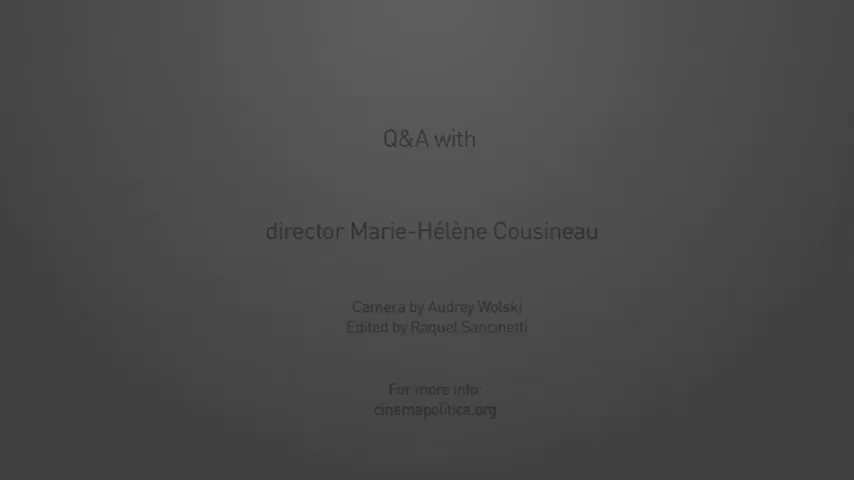 Q&A with
director Marie-Hélène Cousineau
Camera by Audrey Wolski
Edited by Raquel Sancinetti
For more info:
cinemapolitica.org